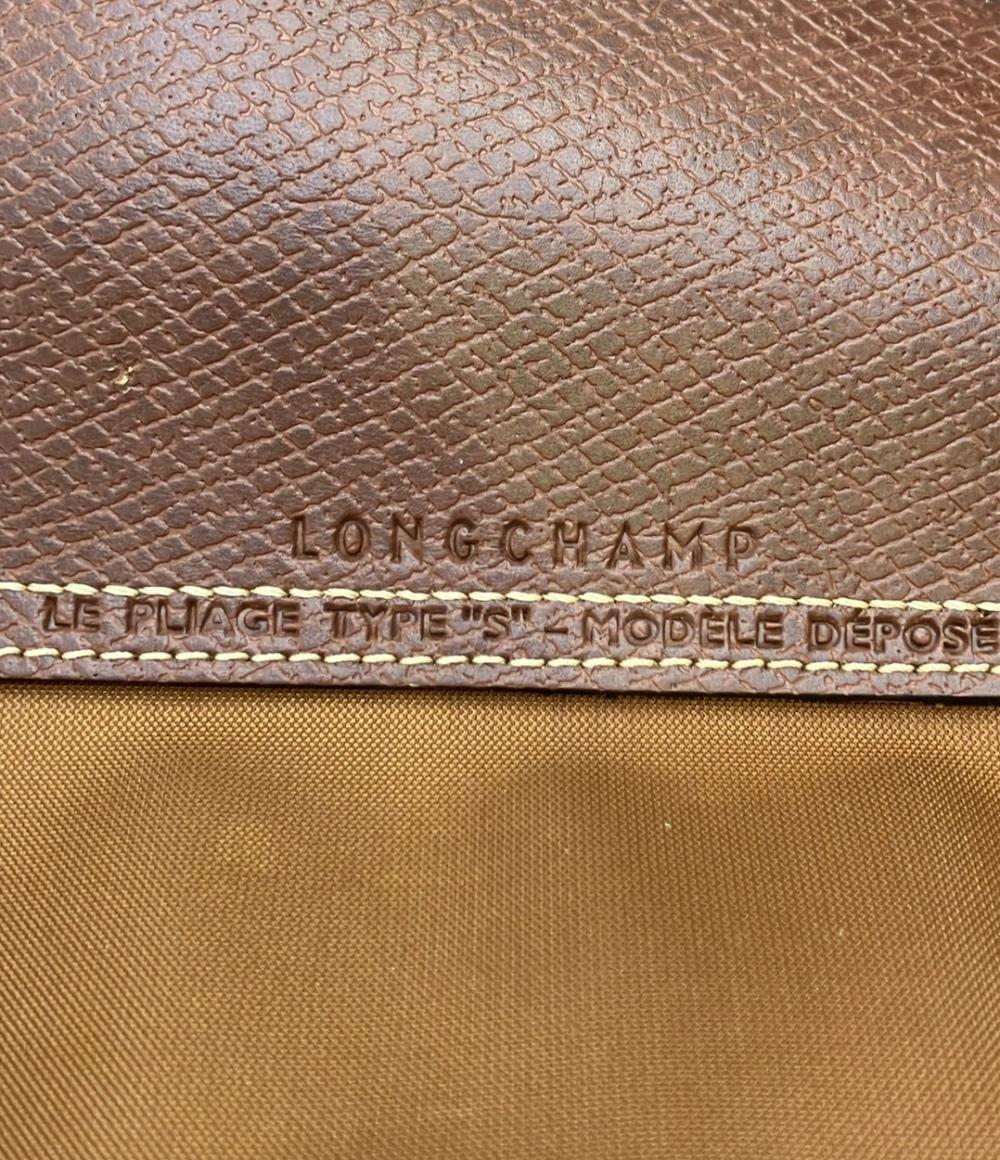 LONGCHAMP
LE PLIAGE TYPE "S" - MODÈLE DÉPOSÉ